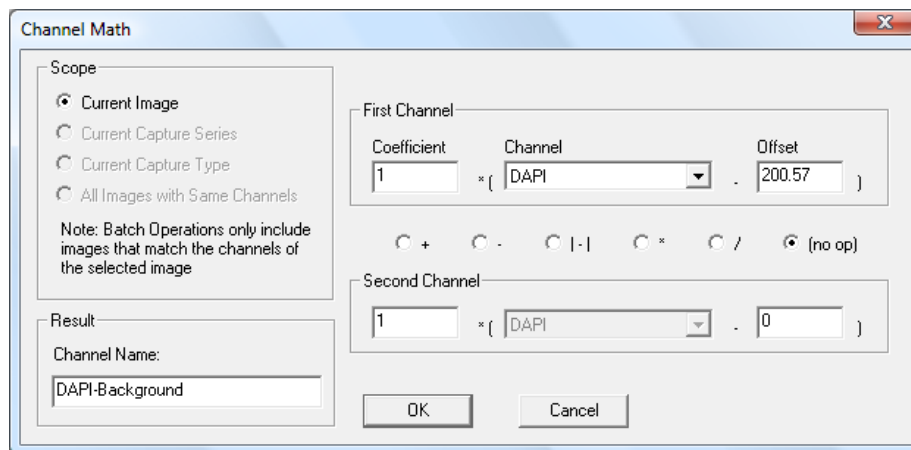 Channel Math
Scope
Current Image
Current Capture Series
Current Capture Type
All Images with Same Channels
Note: Batch Operations only include
images that match the channels of
the selected image
Result
Channel Name:
DAPI-Background
First Channel
Coefficient Channel Offset
1 * ( DAPI - 200.57 )
+ - |-| * / (no op)
Second Channel
1 * ( DAPI - 0 )
OK Cancel